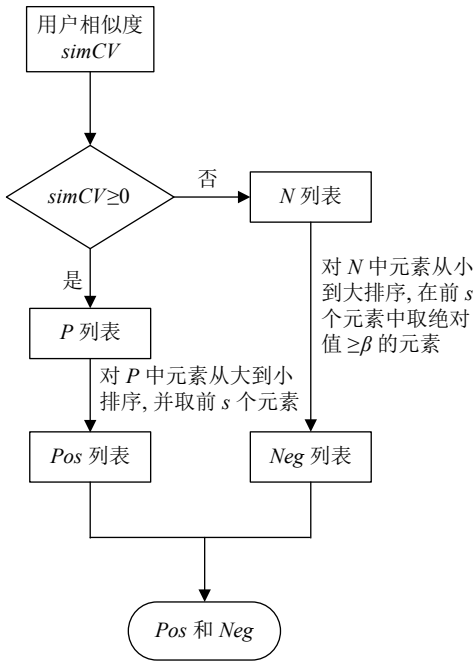 用户相似度
simCV
simCV≥0
否
N 列表
是
对 N 中元素从小
到大排序, 在前 s
个元素中取绝对
值 ≥β 的元素
P 列表
对 P 中元素从大到小
排序, 并取前 s 个元素
Pos 列表
Neg 列表
Pos 和 Neg